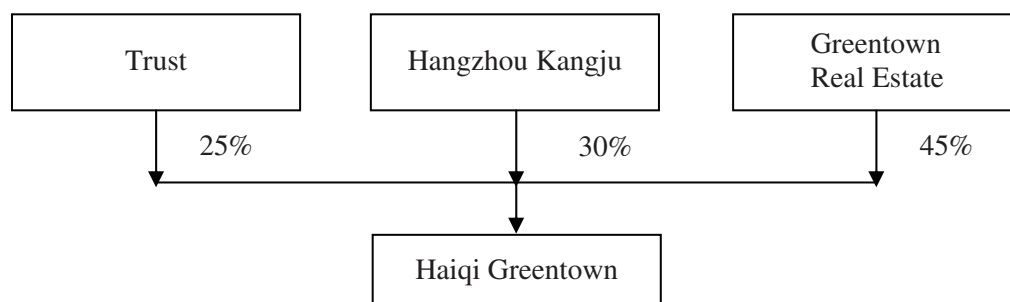 Trust
Hangzhou Kangju
Greentown
Real Estate
25%
30%
45%
Haiqi Greentown